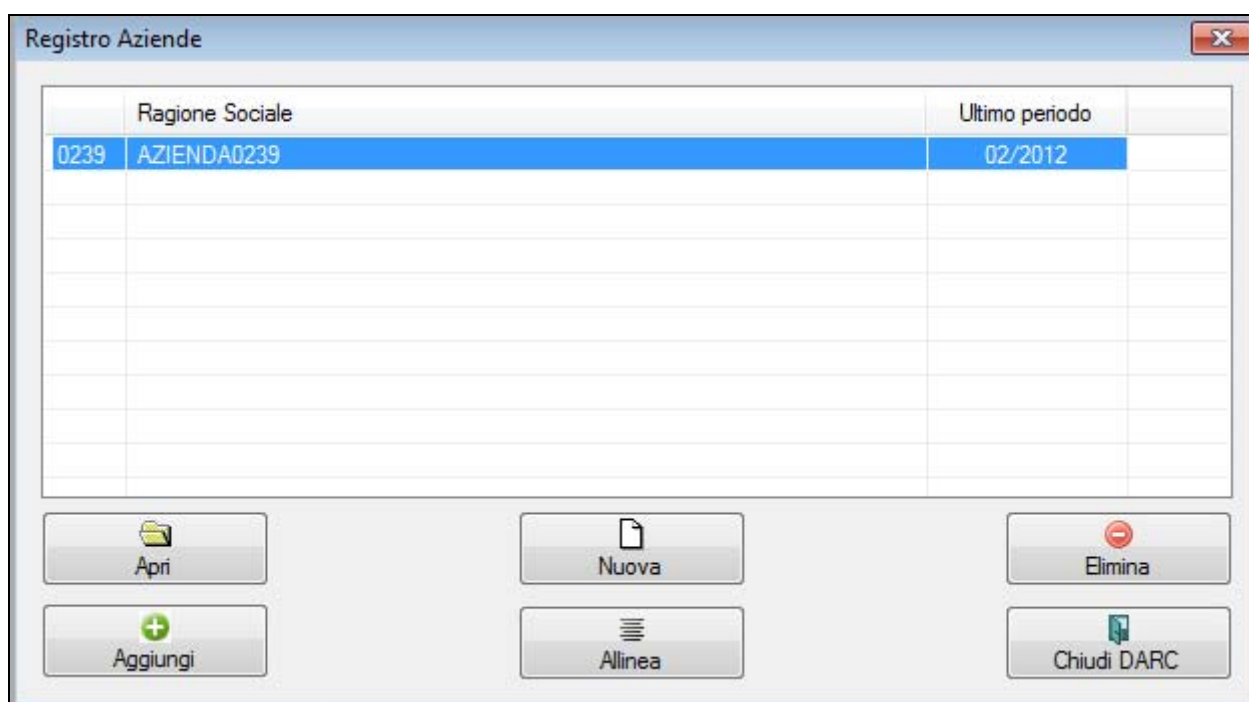 Registro Aziende
Ragione Sociale Ultimo periodo
0239 AZIENDA0239 02/2012
Apri Nuova Elimina
Aggiungi Allinea Chiudi DARC